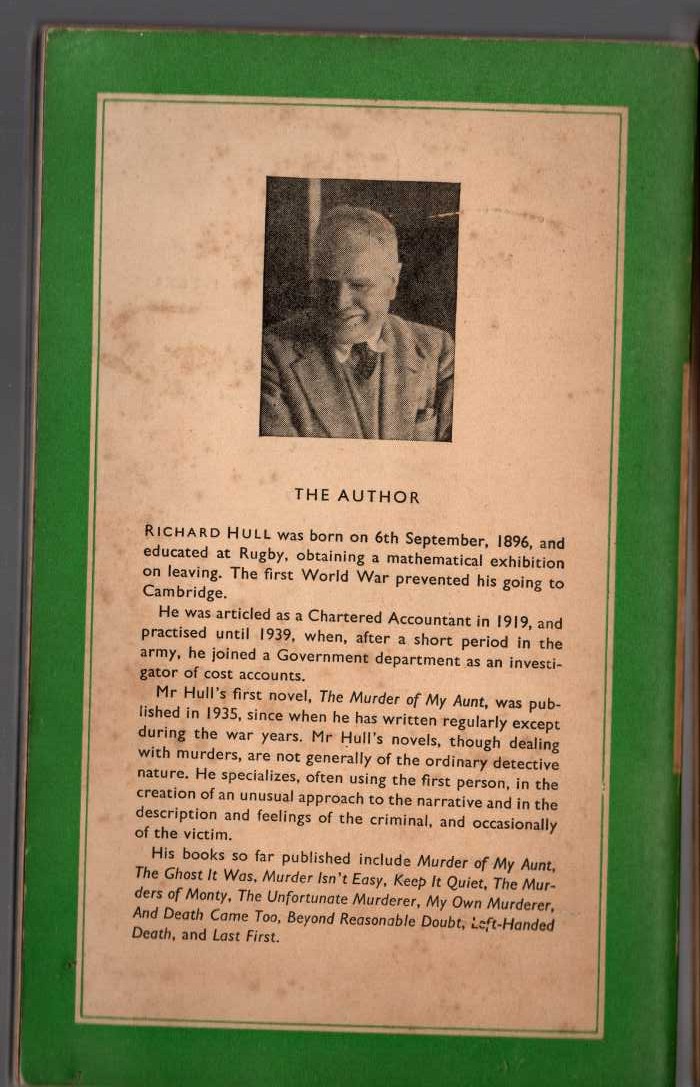 THE AUTHOR
RICHARD HULL was born on 6th September, 1896, and
educated at Rugby, obtaining a mathematical exhibition
on leaving. The first World War prevented his going to
Cambridge.
He was articled as a Chartered Accountant in 1919, and
practised until 1939, when, after a short period in the
army, he joined a Government department as an investi-
gator of cost accounts.
Mr Hull's first novel, The Murder of My Aunt, was pub-
lished in 1935, since when he has written regularly except
during the war years. Mr Hull's novels, though dealing
with murders, are not generally of the ordinary detective
nature. He specializes, often using the first person, in the
creation of an unusual approach to the narrative and in the
description and feelings of the criminal, and occasionally
of the victim.
His books so far published include Murder of My Aunt,
The Ghost It Was, Murder Isn't Easy, Keep It Quiet, The Mur-
ders of Monty, The Unfortunate Murderer, My Own Murderer,
And Death Came Too, Beyond Reasonable Doubt, Left-Handed
Death, and Last First.